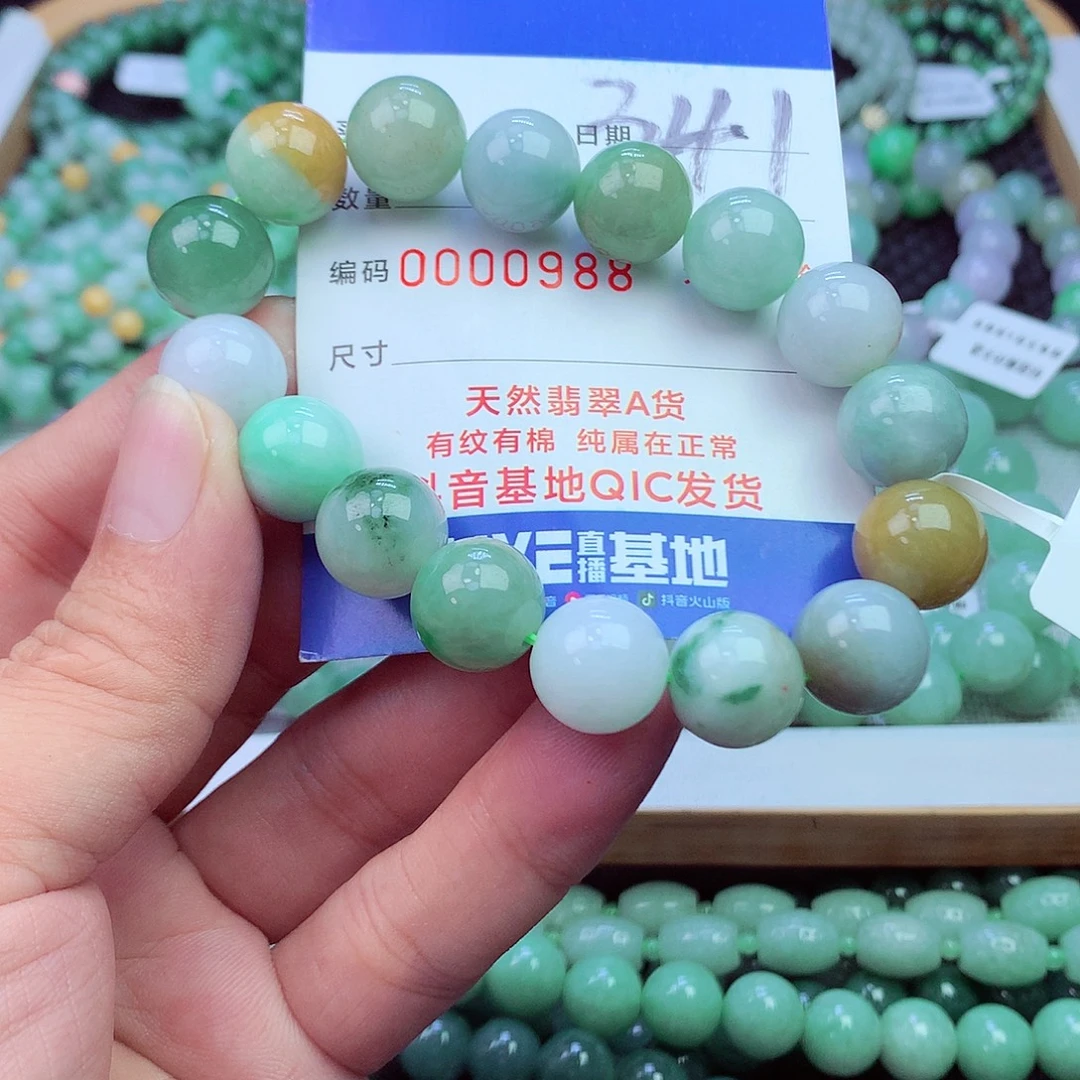 日期 341
数量
编码 0000988
尺寸
天然翡翠A货
有纹有棉 纯属在正常
音基地QIC发货
直播基地
抖音火山版